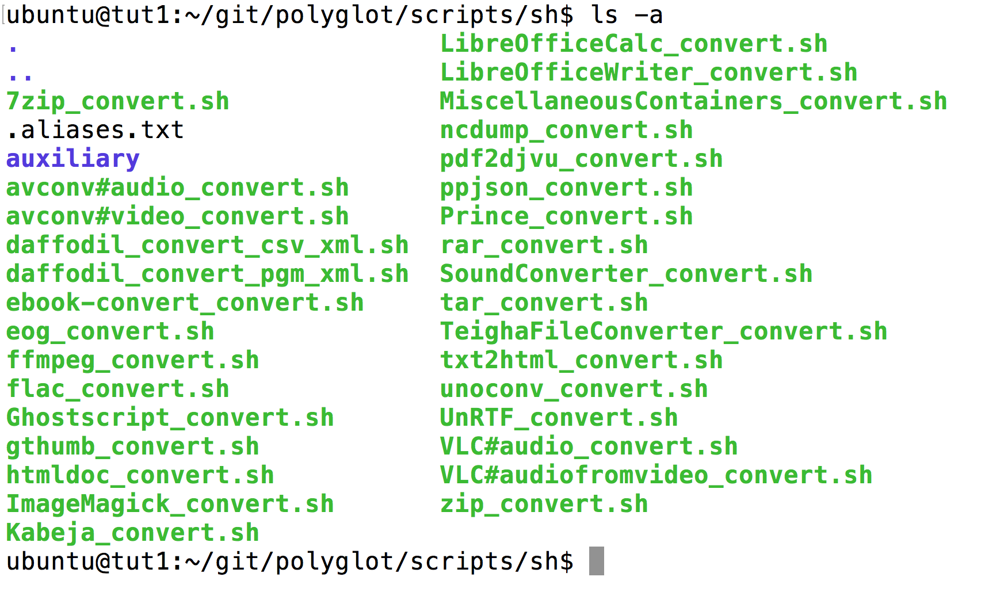 ubuntu@tut1:~/git/polyglot/scripts/sh$ ls -a
. LibreOfficeCalc_convert.sh
.. LibreOfficeWriter_convert.sh
7zip_convert.sh MiscellaneousContainers_convert.sh
.aliases.txt ncdump_convert.sh
auxiliary pdf2djvu_convert.sh
avconv#audio_convert.sh ppjson_convert.sh
avconv#video_convert.sh Prince_convert.sh
daffodil_convert_csv_xml.sh rar_convert.sh
daffodil_convert_pgm_xml.sh SoundConverter_convert.sh
ebook-convert_convert.sh tar_convert.sh
eog_convert.sh TeighaFileConverter_convert.sh
ffmpeg_convert.sh txt2html_convert.sh
flac_convert.sh unoconv_convert.sh
Ghostscript_convert.sh UnRTF_convert.sh
gthumb_convert.sh VLC#audio_convert.sh
htmldoc_convert.sh VLC#audiofromvideo_convert.sh
ImageMagick_convert.sh zip_convert.sh
Kabeja_convert.sh
ubuntu@tut1:~/git/polyglot/scripts/sh$